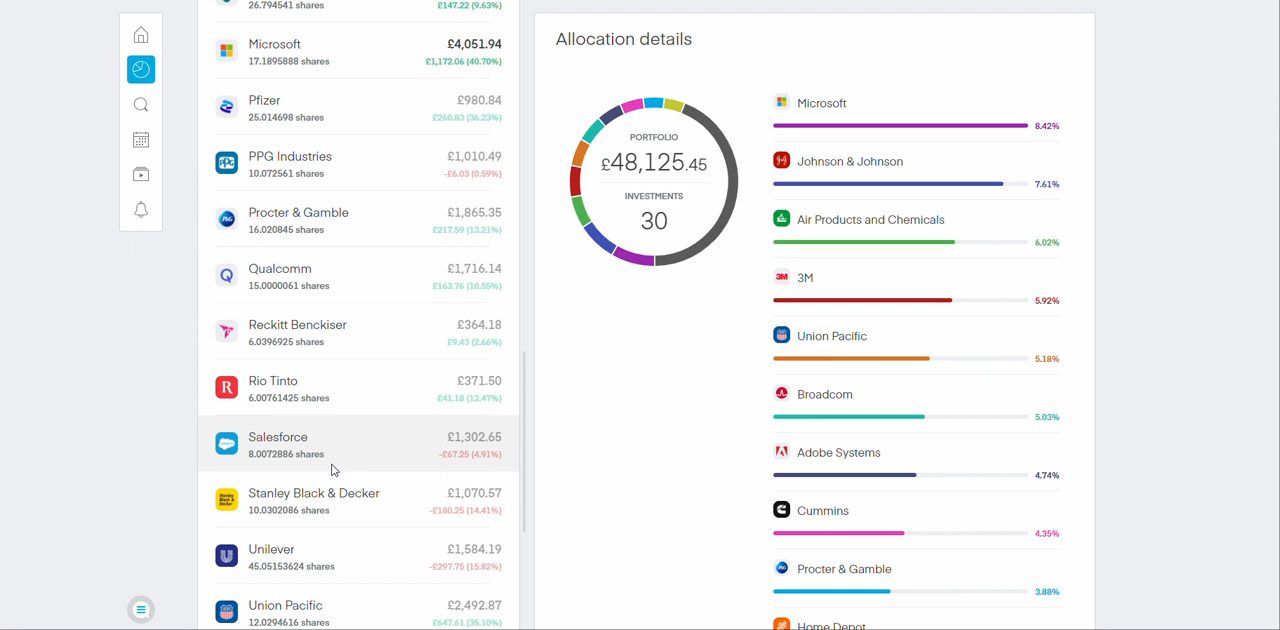 26.794541 shares
£147.22 (9.63%)
Microsoft
£4,051.94
17.1895888 shares
£1,172.06 (40.70%)
Pfizer
£980.84
25.014698 shares
£260.83 (36.23%)
PPG Industries
£1,010.49
10.072561 shares
-£6.03 (0.59%)
Procter & Gamble
£1,865.35
16.020845 shares
£217.59 (13.21%)
Qualcomm
£1,716.14
15.0000061 shares
£163.76 (10.55%)
Reckitt Benckiser
£364.18
6.0396925 shares
£9.43 (2.66%)
Rio Tinto
£371.50
6.00761425 shares
£41.18 (12.47%)
Salesforce
£1,302.65
8.0072886 shares
-£67.25 (4.91%)
Stanley Black & Decker
£1,070.57
10.0302086 shares
-£180.25 (14.41%)
Unilever
£1,584.19
45.05153624 shares
-£297.75 (15.82%)
Union Pacific
£2,492.87
12.0294616 shares
£647.61 (35.10%)
Allocation details
PORTFOLIO
£48,125.45
INVESTMENTS
30
Microsoft
8.42%
Johnson & Johnson
7.61%
Air Products and Chemicals
6.02%
3M
3M
5.92%
Union Pacific
5.18%
Broadcom
5.03%
Adobe Systems
4.74%
Cummins
4.35%
Procter & Gamble
3.88%
Home Depot